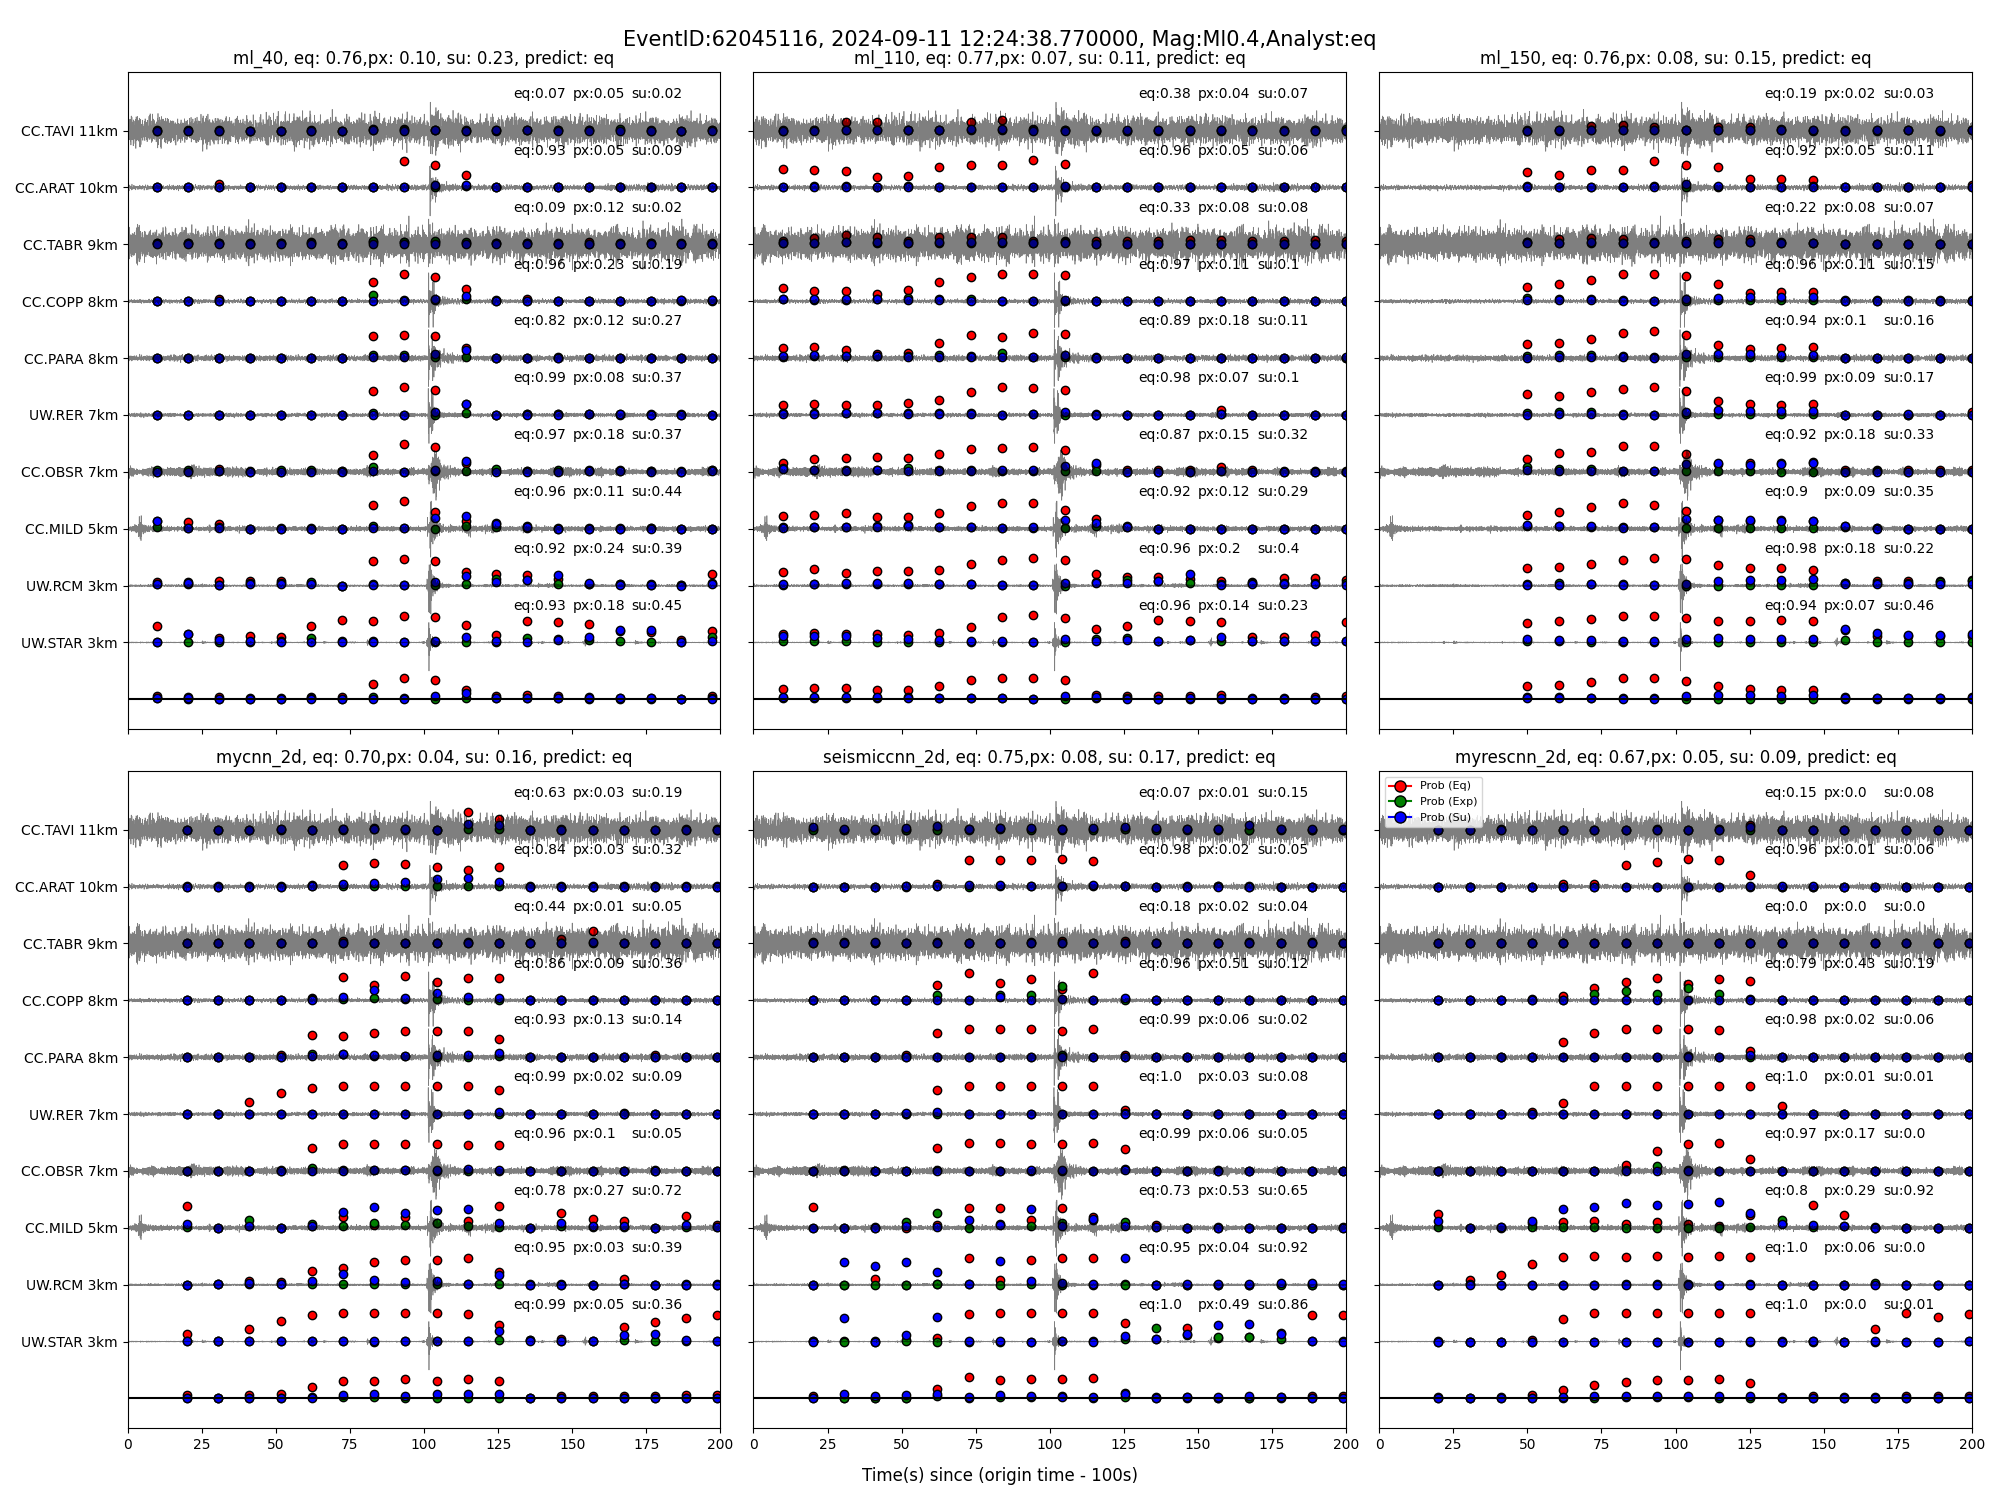 EventID:62045116, 2024-09-11 12:24:38.770000, Mag:Ml0.4,Analyst:eq
ml_40, eq: 0.76,px: 0.10, su: 0.23, predict: eq
CC.TAVI 11km
eq:0.07 px:0.05 su:0.02
CC.ARAT 10km
eq:0.93 px:0.05 su:0.09
CC.TABR 9km
eq:0.09 px:0.12 su:0.02
CC.COPP 8km
eq:0.96 px:0.23 su:0.19
CC.PARA 8km
eq:0.82 px:0.12 su:0.27
UW.RER 7km
eq:0.99 px:0.08 su:0.37
CC.OBSR 7km
eq:0.97 px:0.18 su:0.37
CC.MILD 5km
eq:0.96 px:0.11 su:0.44
UW.RCM 3km
eq:0.92 px:0.24 su:0.39
UW.STAR 3km
eq:0.93 px:0.18 su:0.45
ml_110, eq: 0.77,px: 0.07, su: 0.11, predict: eq
eq:0.38 px:0.04 su:0.07
eq:0.96 px:0.05 su:0.06
eq:0.33 px:0.08 su:0.08
eq:0.97 px:0.11 su:0.1
eq:0.89 px:0.18 su:0.11
eq:0.98 px:0.07 su:0.1
eq:0.87 px:0.15 su:0.32
eq:0.92 px:0.12 su:0.29
eq:0.96 px:0.2 su:0.4
eq:0.96 px:0.14 su:0.23
ml_150, eq: 0.76,px: 0.08, su: 0.15, predict: eq
eq:0.19 px:0.02 su:0.03
eq:0.92 px:0.05 su:0.11
eq:0.22 px:0.08 su:0.07
eq:0.96 px:0.11 su:0.15
eq:0.94 px:0.1 su:0.16
eq:0.99 px:0.09 su:0.17
eq:0.92 px:0.18 su:0.33
eq:0.9 px:0.09 su:0.35
eq:0.98 px:0.18 su:0.22
eq:0.94 px:0.07 su:0.46
mycnn_2d, eq: 0.70,px: 0.04, su: 0.16, predict: eq
CC.TAVI 11km
eq:0.63 px:0.03 su:0.19
CC.ARAT 10km
eq:0.84 px:0.03 su:0.32
CC.TABR 9km
eq:0.44 px:0.01 su:0.05
CC.COPP 8km
eq:0.86 px:0.09 su:0.36
CC.PARA 8km
eq:0.93 px:0.13 su:0.14
UW.RER 7km
eq:0.99 px:0.02 su:0.09
CC.OBSR 7km
eq:0.96 px:0.1 su:0.05
CC.MILD 5km
eq:0.78 px:0.27 su:0.72
UW.RCM 3km
eq:0.95 px:0.03 su:0.39
UW.STAR 3km
eq:0.99 px:0.05 su:0.36
0 25 50 75 100 125 150 175 200
seismiccnn_2d, eq: 0.75,px: 0.08, su: 0.17, predict: eq
eq:0.07 px:0.01 su:0.15
eq:0.98 px:0.02 su:0.05
eq:0.18 px:0.02 su:0.04
eq:0.96 px:0.51 su:0.12
eq:0.99 px:0.06 su:0.02
eq:1.0 px:0.03 su:0.08
eq:0.99 px:0.06 su:0.05
eq:0.73 px:0.53 su:0.65
eq:0.95 px:0.04 su:0.92
eq:1.0 px:0.49 su:0.86
0 25 50 75 100 125 150 175 200
myrescnn_2d, eq: 0.67,px: 0.05, su: 0.09, predict: eq
Prob (Eq)
Prob (Exp)
Prob (Su)
eq:0.15 px:0.0 su:0.08
eq:0.96 px:0.01 su:0.06
eq:0.0 px:0.0 su:0.0
eq:0.79 px:0.43 su:0.19
eq:0.98 px:0.02 su:0.06
eq:1.0 px:0.01 su:0.01
eq:0.97 px:0.17 su:0.0
eq:0.8 px:0.29 su:0.92
eq:1.0 px:0.06 su:0.0
eq:1.0 px:0.0 su:0.01
0 25 50 75 100 125 150 175 200
Time(s) since (origin time - 100s)